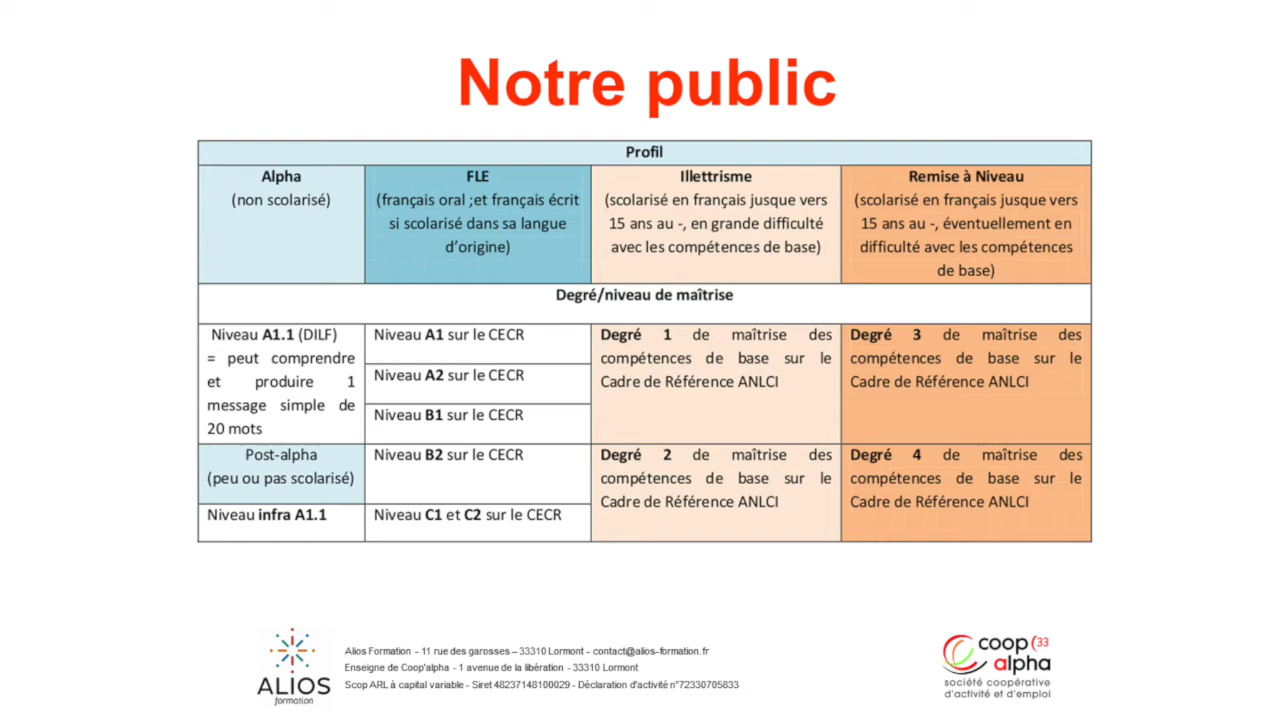 Notre public
Profil
Alpha
(non scolarisé)
FLE
(français oral ;et français écrit
si scolarisé dans sa langue
d’origine)
Illettrisme
(scolarisé en français jusque vers
15 ans au -, en grande difficulté
avec les compétences de base)
Remise à Niveau
(scolarisé en français jusque vers
15 ans au -, éventuellement en
difficulté avec les compétences
de base)
Degré/niveau de maîtrise
Niveau A1.1 (DILF)
= peut comprendre
et produire 1
message simple de
20 mots
Post-alpha
(peu ou pas scolarisé)
Niveau infra A1.1
Niveau A1 sur le CECR
Niveau A2 sur le CECR
Niveau B1 sur le CECR
Niveau B2 sur le CECR
Niveau C1 et C2 sur le CECR
Degré 1 de maîtrise des
compétences de base sur le
Cadre de Référence ANLCI
Degré 2 de maîtrise des
compétences de base sur le
Cadre de Référence ANLCI
Degré 3 de maîtrise des
compétences de base sur le
Cadre de Référence ANLCI
Degré 4 de maîtrise des
compétences de base sur le
Cadre de Référence ANLCI
ALIOS
formation
Alios Formation - 11 rue des garosses – 33310 Lormont - contact@alios-formation.fr
Enseigne de Coop'alpha - 1 avenue de la libération - 33310 Lormont
Scop ARL à capital variable - Siret 48237148100029 - Déclaration d'activité n°72330705833
coop (33
alpha
société coopérative
d'activité et d'emploi